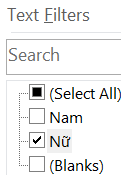 Text Filters
Search
(Select All)
Nam
Nữ
(Blanks)